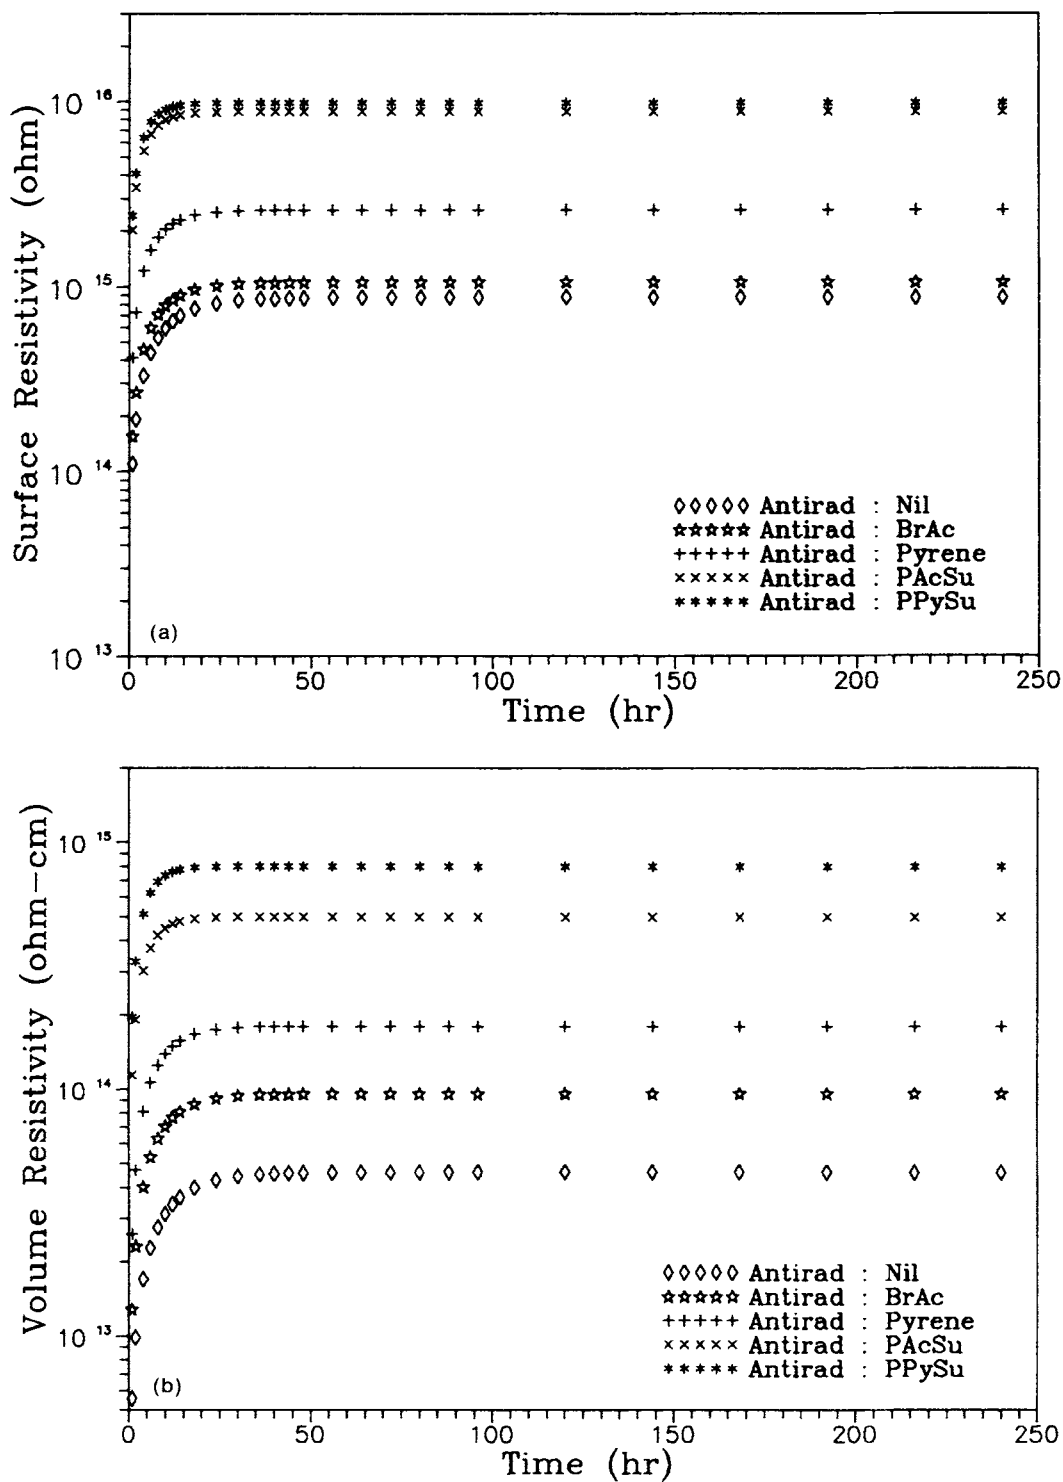 Surface Resistivity (ohm)
10 16
10 15
10 14
10 13
Antirad : Nil
Antirad : BrAc
Antirad : Pyrene
Antirad : PAcSu
Antirad : PPySu
(a)
0 50 100 150 200 250
Time (hr)
Volume Resistivity (ohm-cm)
10 15
10 14
10 13
Antirad : Nil
Antirad : BrAc
Antirad : Pyrene
Antirad : PAcSu
Antirad : PPySu
(b)
0 50 100 150 200 250
Time (hr)